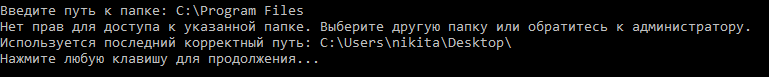 Введите путь к папке: C:\Program Files
Нет прав для доступа к указанной папке. Выберите другую папку или обратитесь к администратору.
Используется последний корректный путь: C:\Users\nikita\Desktop\
Нажмите любую клавишу для продолжения...